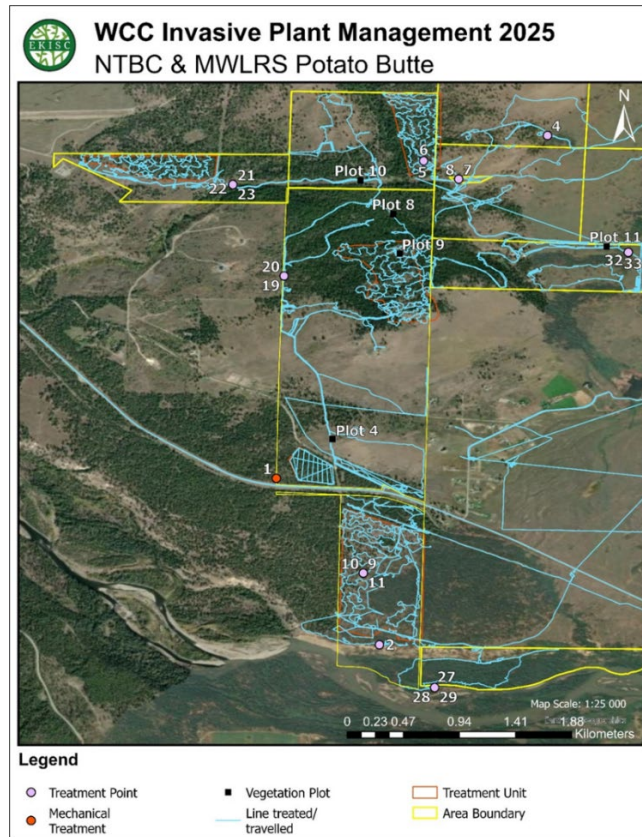 EKISC
WCC Invasive Plant Management 2025
NTBC & MWLRS Potato Butte
N
4
6
5
8 7
21
22
23
Plot 10
Plot 8
Plot 11
32
33
Plot 9
20
19
Plot 4
1
10 9
11
2
27
28 29
Map Scale: 1:25 000
0 0.23 0.47 0.94 1.41 1.88
Kilometers
Legend
Treatment Point
Vegetation Plot
Treatment Unit
Mechanical
Treatment
Line treated/
travelled
Area Boundary